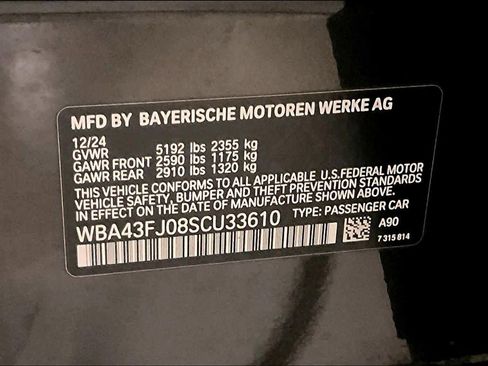 MFD BY BAYERISCHE MOTOREN WERKE AG
12/24
GVWR 5192 lbs 2355 kg
GAWR FRONT 2590 lbs 1175 kg
GAWR REAR 2910 lbs 1320 kg
THIS VEHICLE CONFORMS TO ALL APPLICABLE U.S.FEDERAL MOTOR
VEHICLE SAFETY, BUMPER, AND THEFT PREVENTION STANDARDS
IN EFFECT ON THE DATE OF MANUFACTURE SHOWN ABOVE.
WBA43FJ08SCU33610 TYPE: PASSENGER CAR
A90
7 315 814